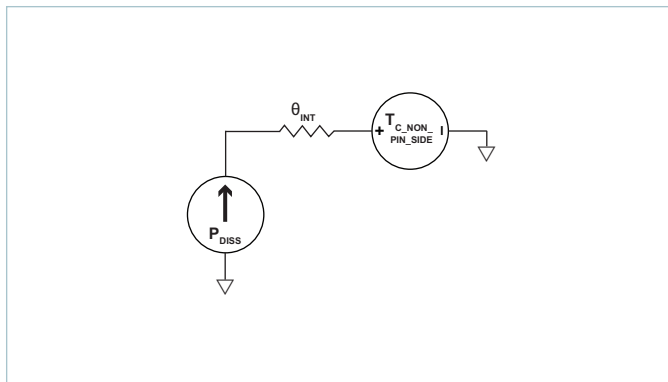 θINT
+ TC_NON_ I
PIN_SIDE
PDISS